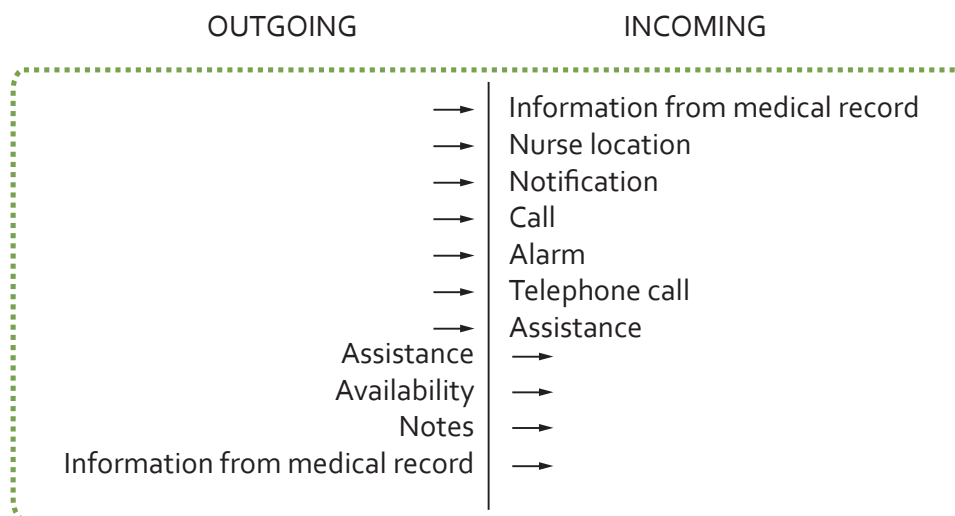 OUTGOING INCOMING
Information from medical record
Nurse location
Notification
Call
Alarm
Telephone call
Assistance
Assistance
Availability
Notes
Information from medical record